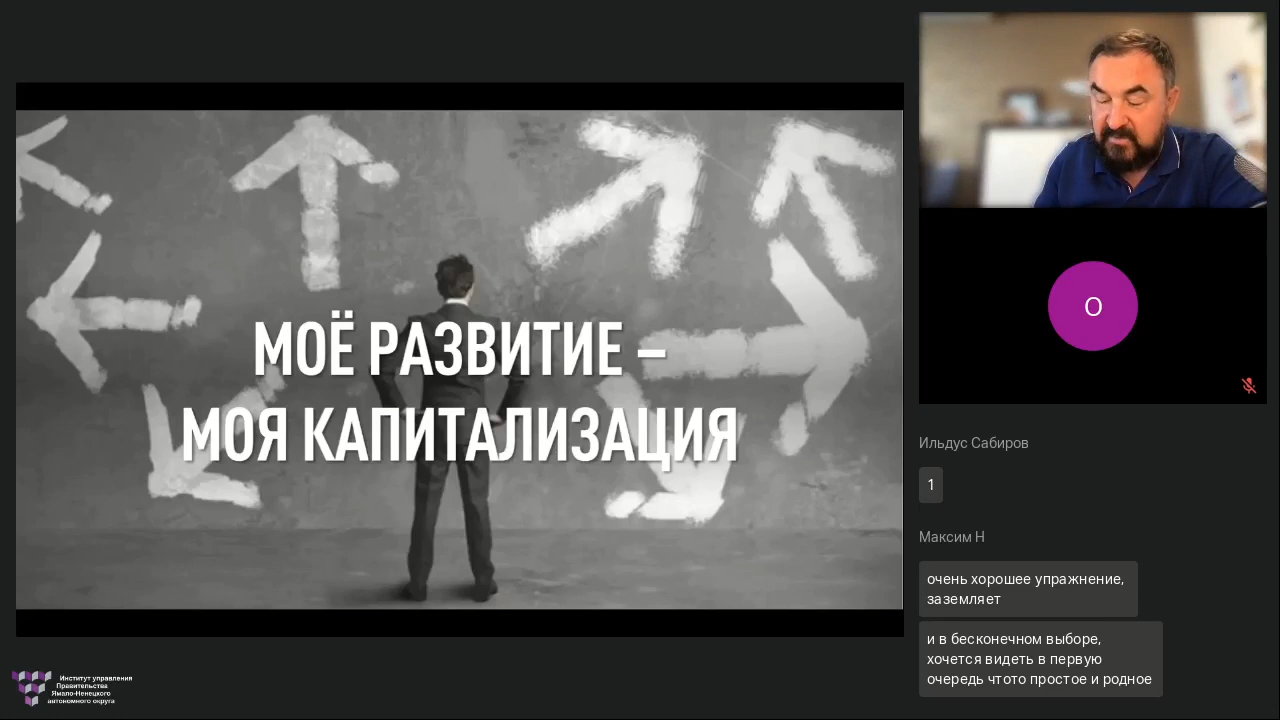 МОЁ РАЗВИТИЕ –
МОЯ КАПИТАЛИЗАЦИЯ
Институт управления
Правительства
Ямало-Ненецкого
автономного округа
О
Ильдус Сабиров
1
Максим Н
очень хорошее упражнение,
заземляет
и в бесконечном выборе,
хочется видеть в первую
очередь чтото простое и родное